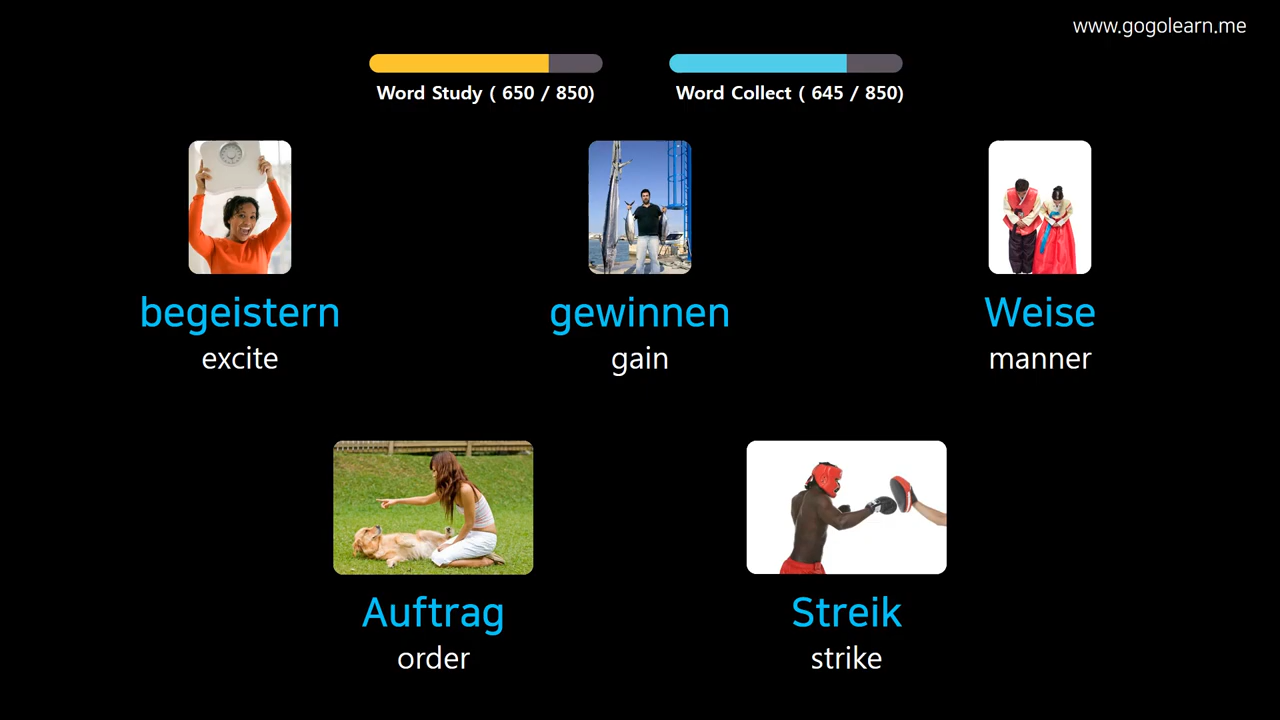 www.gogolearn.me
Word Study ( 650 / 850)
Word Collect ( 645 / 850)
begeistern
excite
gewinnen
gain
Weise
manner
Auftrag
order
Streik
strike